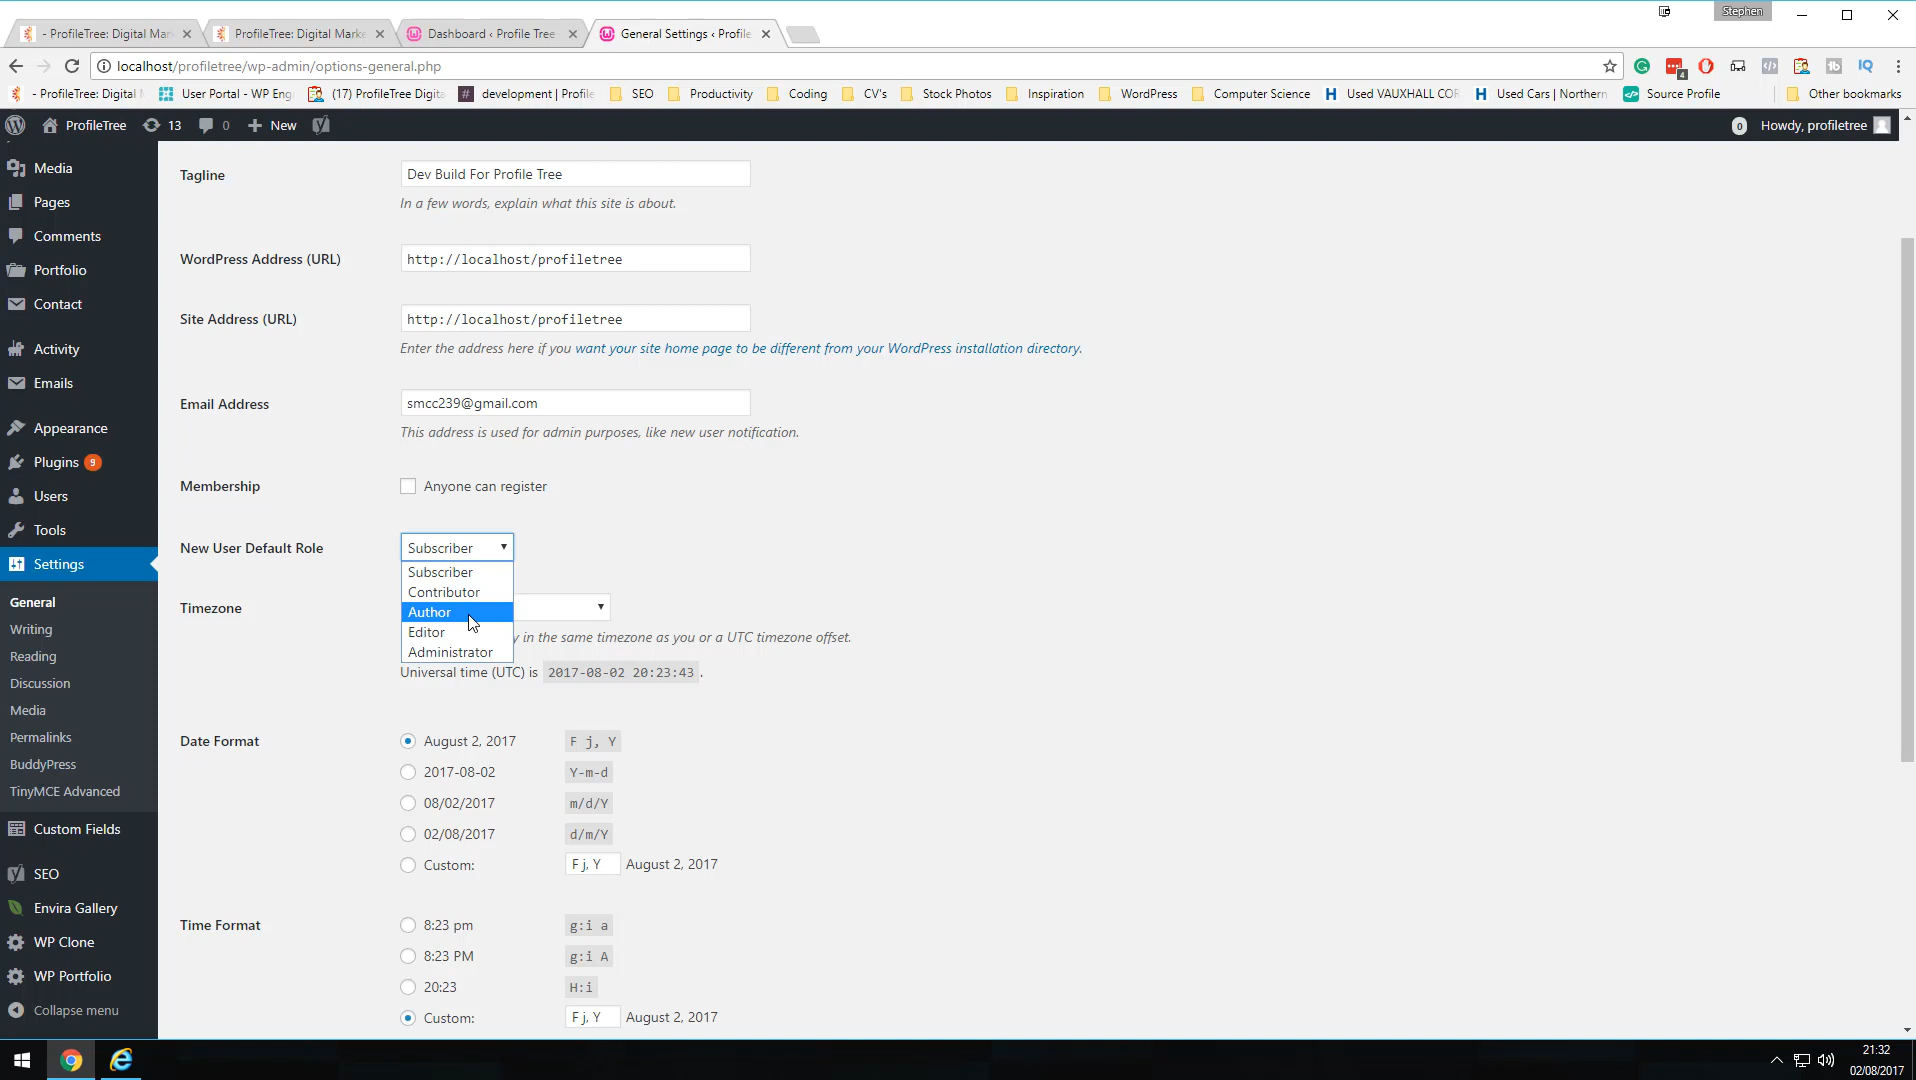 Stephen
- ProfileTree: Digital Mar
ProfileTree: Digital Marke
Dashboard ‹ Profile Tree
General Settings ‹ Profile
localhost/profiletree/wp-admin/options-general.php
4
- ProfileTree: Digital M
User Portal - WP Eng
(17) ProfileTree Digita
development | Profile
SEO
Productivity
Coding
CV's
Stock Photos
Inspiration
WordPress
Computer Science
Used VAUXHALL COR
Used Cars | Northern
Source Profile
Other bookmarks
ProfileTree
13
0
New
0
Howdy, profiletree
Media
Pages
Comments
Portfolio
Contact
Activity
Emails
Appearance
Plugins 9
Users
Tools
Settings
General
Writing
Reading
Discussion
Media
Permalinks
BuddyPress
TinyMCE Advanced
Custom Fields
SEO
Envira Gallery
WP Clone
WP Portfolio
Collapse menu
Tagline
Dev Build For Profile Tree
In a few words, explain what this site is about.
WordPress Address (URL)
http://localhost/profiletree
Site Address (URL)
http://localhost/profiletree
Enter the address here if you want your site home page to be different from your WordPress installation directory.
Email Address
smcc239@gmail.com
This address is used for admin purposes, like new user notification.
Membership
Anyone can register
New User Default Role
Subscriber
Subscriber
Contributor
Author
Editor
Administrator
Timezone
in the same timezone as you or a UTC timezone offset.
Universal time (UTC) is 2017-08-02 20:23:43 .
Date Format
August 2, 2017 F j, Y
2017-08-02 Y-m-d
08/02/2017 m/d/Y
02/08/2017 d/m/Y
Custom: F j, Y August 2, 2017
Time Format
8:23 pm g:i a
8:23 PM g:i A
20:23 H:i
Custom: F j, Y August 2, 2017
21:32
02/08/2017